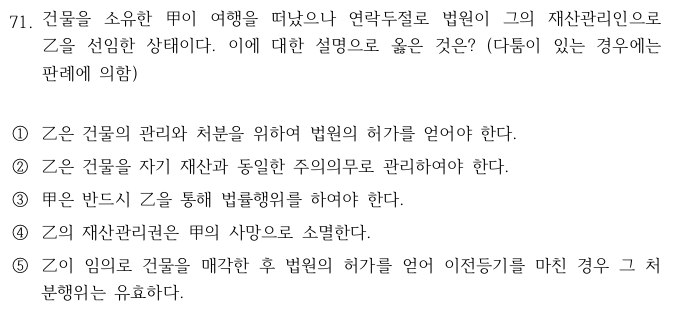 71. 건물을 소유한 甲이 여행을 떠났으나 연락두절로 법원이 그의 재산관리인으로
乙을 선임한 상태이다. 이에 대한 설명으로 옳은 것은? (다툼이 있는 경우에는
판례에 의함)
① 乙은 건물의 관리와 처분을 위하여 법원의 허가를 얻어야 한다.
② 乙은 건물을 자기 재산과 동일한 주의의무로 관리하여야 한다.
③ 甲은 반드시 乙을 통해 법률행위를 하여야 한다.
④ 乙의 재산관리권은 甲의 사망으로 소멸한다.
⑤ 乙이 임의로 건물을 매각한 후 법원의 허가를 얻어 이전등기를 마친 경우 그 처
분행위는 유효하다.